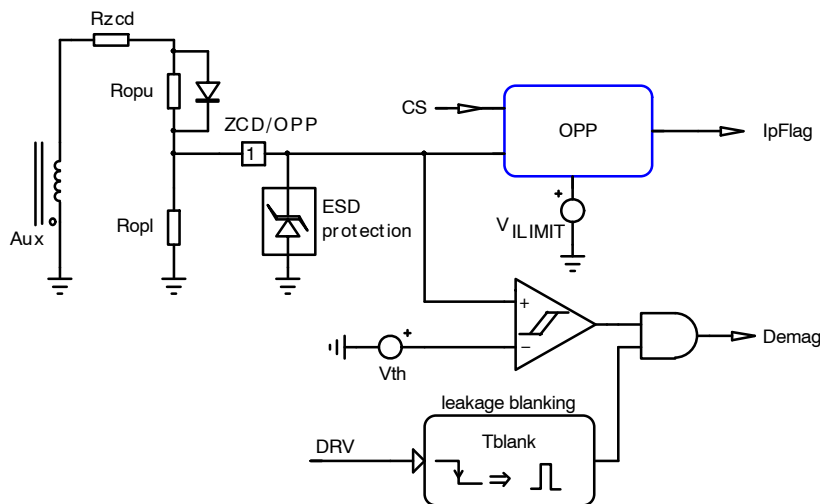 Rzcd
Ropu
ZCD/OPP
1
CS
OPP
IpFlag
Aux
Ropl
ESD
protection
+
VILIMIT
+
−
+
Vth
Demag
leakage blanking
Tblank
DRV